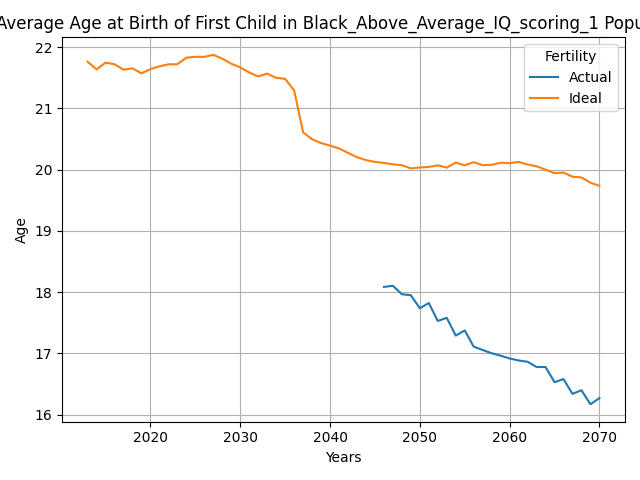 Average Age at Birth of First Child in Black_Above_Average_IQ_scoring_1 Popu
Fertility
Actual
Ideal
22
21
20
19
18
17
16
Age
2020 2030 2040 2050 2060 2070
Years